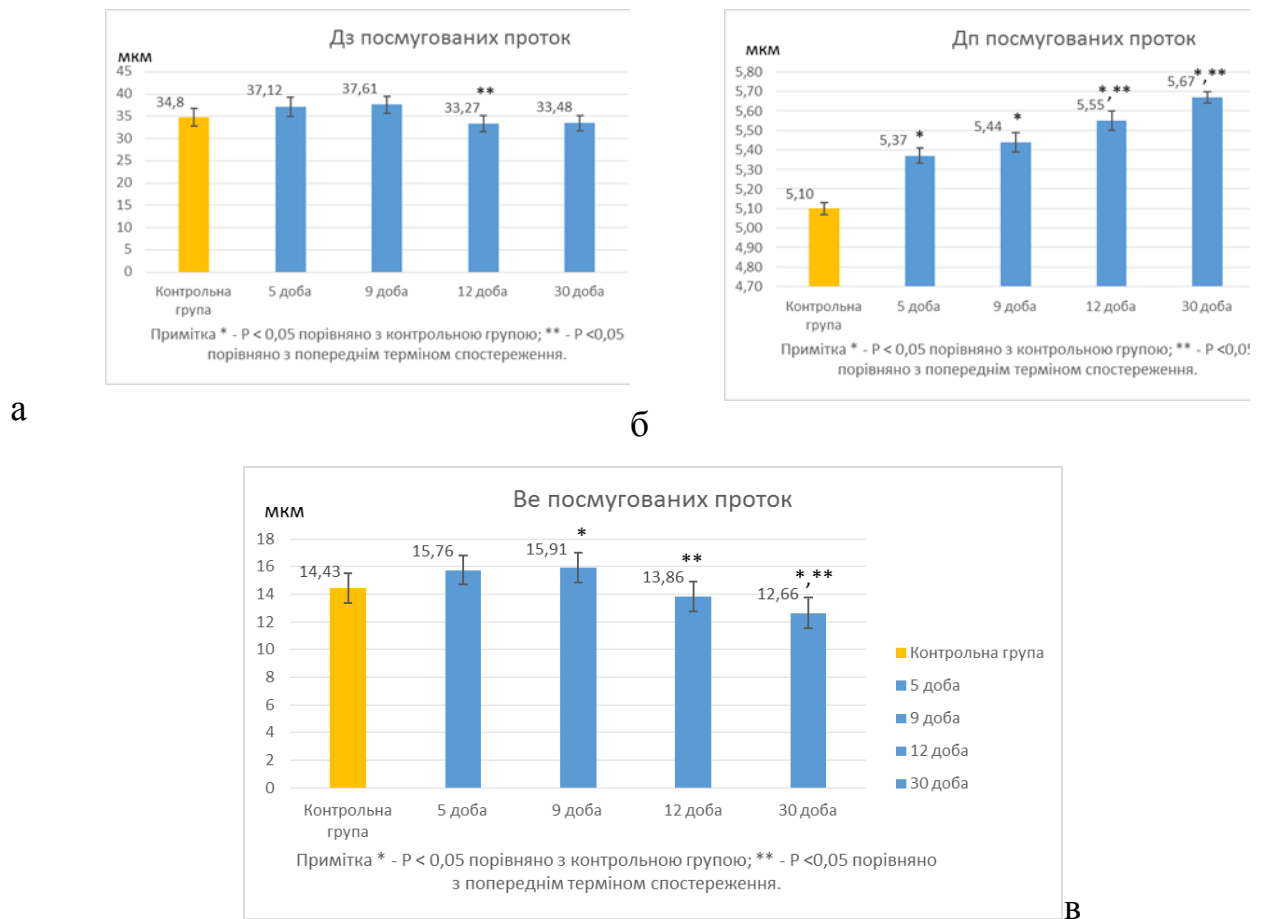 Дз посмугованих проток
мкм
45
40
35
30
25
20
15
10
5
0
34,8
37,12
37,61
33,27
**
33,48
Контрольна група
5 доба
9 доба
12 доба
30 доба
Примітка * - P < 0,05 порівняно з контрольною групою; ** - P <0,05
порівняно з попереднім терміном спостереження.
а
Дп посмугованих проток
мкм
5,80
5,70
5,60
5,50
5,40
5,30
5,20
5,10
5,00
4,90
4,80
4,70
5,10
5,37
*
5,44
*
5,55
*,**
5,67
*,**
Контрольна група
5 доба
9 доба
12 доба
30 доба
Примітка * - P < 0,05 порівняно з контрольною групою; ** - P <0,05
порівняно з попереднім терміном спостереження.
б
Ве посмугованих проток
мкм
18
16
14
12
10
8
6
4
2
0
14,43
15,76
15,91
*
13,86
**
12,66
*,**
Контрольна група
5 доба
9 доба
12 доба
30 доба
Контрольна група
5 доба
9 доба
12 доба
30 доба
Примітка * - P < 0,05 порівняно з контрольною групою; ** - P <0,05 порівняно
з попереднім терміном спостереження.
в